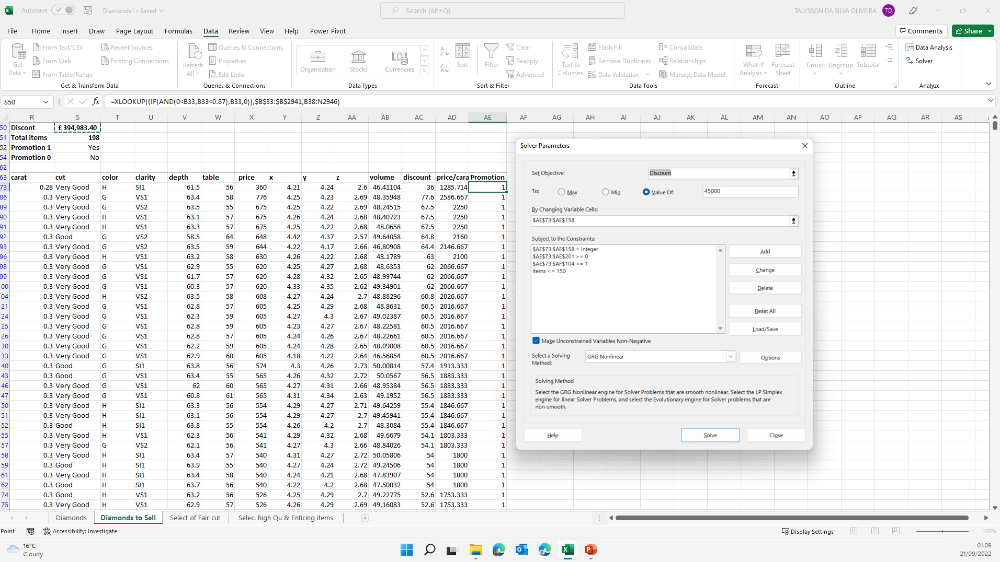 AutoSave
Diamonds1 • Saved
Search (Alt+Q)
TALYSSON DA SILVA OLIVEIRA
TD
File Home Insert Draw Page Layout Formulas Data Review View Help Power Pivot
Comments
Share
Get Data
From Text/CSV
From Web
From Table/Range
Recent Sources
Existing Connections
Get & Transform Data
Refresh All
Queries & Connections
Properties
Edit Links
Queries & Connections
Organisation
Stocks
Currencies
Data Types
Sort
Filter
Clear
Reapply
Advanced
Sort & Filter
Text to Columns
Flash Fill
Remove Duplicates
Data Validation
Consolidate
Relationships
Manage Data Model
Data Tools
What-If Analysis
Forecast Sheet
Forecast
Group
Ungroup
Subtotal
Outline
Data Analysis
Solver
Analyze
S50
fx
=XLOOKUP((IF(AND(0<B33,B33<0.87),B33,0)),$B$33:$B$2941,B38:N2946)
R S T U V W X Y Z AA AB AC AD AE AF AG AH AI AJ AK AL AM AN AO AP AQ AR AS
50 Discont £ 394,983.40
51 Total items 198
52 Promotion 1 Yes
54 Promotion 0 No
62
63 carat cut color clarity depth table price x y z volume discount price/cara Promotion
73 0.28 Very Good H SI1 61.5 56 360 4.21 4.24 2.6 46.41104 36 1285.714 1
86 0.3 Very Good G VS1 63.4 58 776 4.25 4.23 2.69 48.35948 77.6 2586.667 1
89 0.3 Very Good G VS2 63.5 55 675 4.25 4.22 2.69 48.24515 67.5 2250 1
90 0.3 Very Good H VS1 63.1 57 675 4.26 4.24 2.68 48.40723 67.5 2250 1
91 0.3 Very Good H VS1 63.3 57 675 4.25 4.22 2.68 48.0658 67.5 2250 1
92 0.3 Good G VS2 58.5 64 648 4.42 4.37 2.57 49.64058 64.8 2160 1
93 0.3 Very Good G VS2 63.5 59 644 4.22 4.17 2.66 46.80908 64.4 2146.667 1
96 0.3 Very Good H VS1 63.2 58 630 4.26 4.22 2.68 48.1789 63 2100 1
98 0.3 Very Good G VS1 62.9 55 620 4.25 4.27 2.68 48.6353 62 2066.667 1
99 0.3 Very Good G VS1 61.7 57 620 4.28 4.32 2.65 48.99744 62 2066.667 1
00 0.3 Very Good G VS1 60.3 57 620 4.33 4.35 2.62 49.34901 62 2066.667 1
04 0.3 Very Good H VS2 63.5 58 608 4.27 4.24 2.7 48.88296 60.8 2026.667 1
21 0.3 Very Good G VS1 62.8 57 605 4.25 4.29 2.68 48.8631 60.5 2016.667 1
24 0.3 Very Good G VS1 62.3 59 605 4.27 4.3 2.67 49.02387 60.5 2016.667 1
25 0.3 Very Good G VS1 62.8 59 605 4.23 4.27 2.67 48.22581 60.5 2016.667 1
26 0.3 Very Good G VS1 62.8 57 605 4.24 4.26 2.67 48.22661 60.5 2016.667 1
30 0.3 Very Good G VS1 62.2 59 605 4.24 4.28 2.65 48.09008 60.5 2016.667 1
33 0.3 Very Good G VS1 62.9 60 605 4.18 4.22 2.64 46.56854 60.5 2016.667 1
40 0.3 Good G SI1 63.8 56 574 4.3 4.26 2.73 50.00814 57.4 1913.333 1
43 0.3 Good G VS1 63.4 55 565 4.26 4.32 2.72 50.0567 56.5 1883.333 1
46 0.3 Very Good G VS1 62 60 565 4.27 4.31 2.66 48.95384 56.5 1883.333 1
47 0.3 Very Good G VS1 60.8 61 565 4.31 4.34 2.63 49.1952 56.5 1883.333 1
50 0.3 Very Good H SI1 63.3 56 554 4.29 4.27 2.71 49.64259 55.4 1846.667 1
51 0.3 Very Good H SI1 63.1 56 554 4.29 4.27 2.7 49.45941 55.4 1846.667 1
52 0.3 Good H SI1 63.8 55 554 4.26 4.2 2.7 48.3084 55.4 1846.667 1
55 0.3 Very Good H VS1 62.3 56 541 4.29 4.32 2.68 49.6679 54.1 1803.333 1
57 0.3 Very Good G VS2 62.1 56 541 4.27 4.3 2.66 48.84026 54.1 1803.333 1
58 0.3 Very Good H SI1 63.4 57 540 4.31 4.27 2.72 50.05806 54 1800 1
59 0.3 Good H SI1 63.9 55 540 4.27 4.24 2.72 49.24506 54 1800 1
61 0.3 Very Good H SI1 63.4 58 540 4.24 4.21 2.68 47.83907 54 1800 1
62 0.3 Good H SI1 63.7 56 540 4.22 4.2 2.68 47.50032 54 1800 1
74 0.3 Good H VS1 63.2 56 526 4.25 4.29 2.7 49.22775 52.6 1753.333 1
75 0.3 Very Good H VS1 62.9 57 526 4.26 4.29 2.69 49.16083 52.6 1753.333 1
Solver Parameters
Set Objective: Discount
To: Max Min Value Of: 45000
By Changing Variable Cells:
$AE$73:$AE$158
Subject to the Constraints:
$AE$73:$AE$158 = integer
$AE$73:$AE$201 >= 0
$AE$73:$AF$104 <= 1
Items <= 150
Add
Change
Delete
Reset All
Load/Save
Make Unconstrained Variables Non-Negative
Select a Solving Method:
GRG Nonlinear
Options
Solving Method
Select the GRG Nonlinear engine for Solver Problems that are smooth nonlinear. Select the LP Simplex
engine for linear Solver Problems, and select the Evolutionary engine for Solver problems that are
non-smooth.
Help
Solve
Close
Diamonds
Diamonds to Sell
Select of Fair cut
Selec. high Qu & Enticing items
Point
Accessibility: Investigate
Display Settings
100%
16°C
Cloudy
01:09
21/09/2022